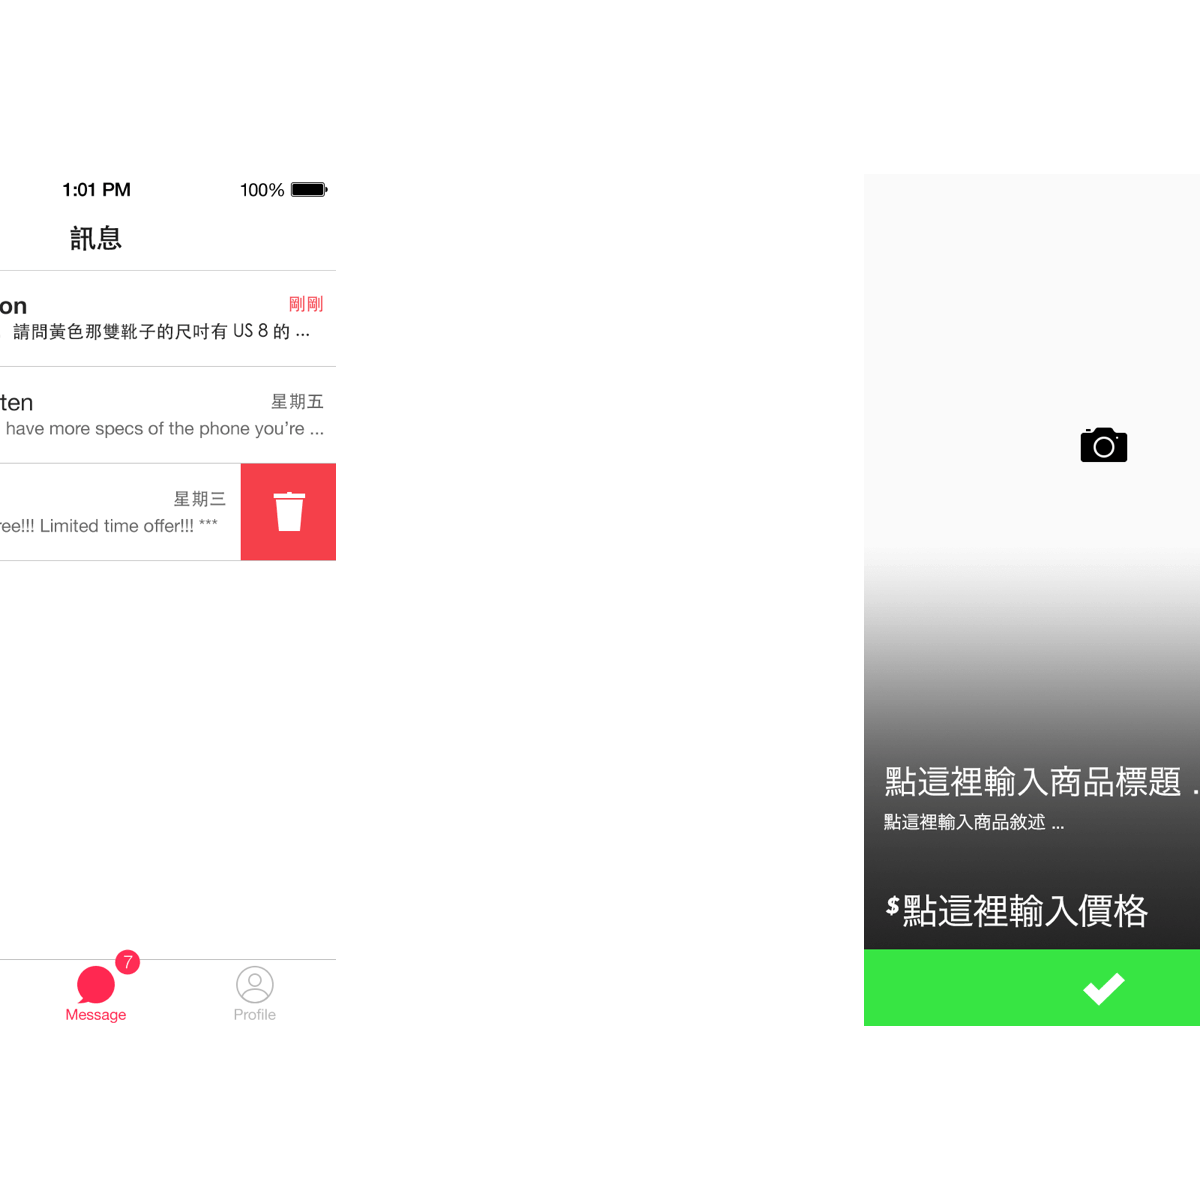 1:01 PM 100%
訊息
on 剛剛
請問黃色那雙靴子的尺吋有 US 8 的 ...
ten 星期五
have more specs of the phone you’re ...
星期三
ree!!! Limited time offer!!! ***
7
Message
Profile
點這裡輸入商品標題 .
點這裡輸入商品敘述 ...
$點這裡輸入價格